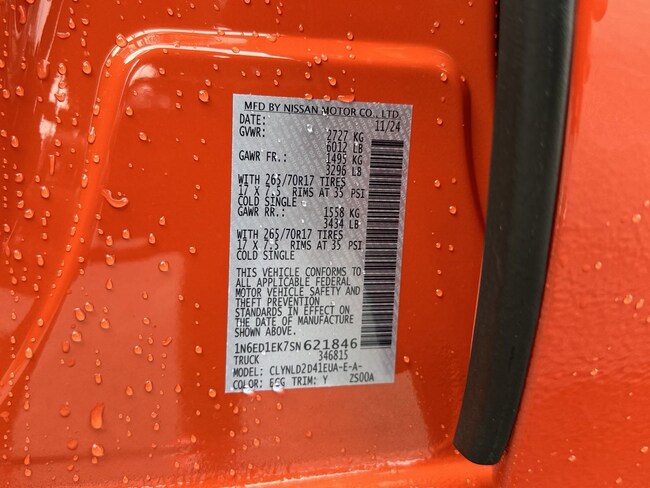 MFD BY NISSAN MOTOR CO., LTD
DATE: 11/24
GVWR: 2727 KG
6012 LB
GAWR FR.: 1495 KG
3296 LB
WITH 265/70R17 TIRES
17 X 7.5 RIMS AT 35 PSI
COLD SINGLE
GAWR RR.: 1558 KG
3434 LB
WITH 265/70R17 TIRES
17 X 7.5 RIMS AT 35 PSI
COLD SINGLE
THIS VEHICLE CONFORMS TO
ALL APPLICABLE FEDERAL
MOTOR VEHICLE SAFETY AND
THEFT PREVENTION
STANDARDS IN EFFECT ON
THE DATE OF MANUFACTURE
SHOWN ABOVE.
1N6ED1EK7SN621846
TRUCK 346815
MODEL: CLYNLD2D41EUA-E-A-
COLOR: EBG TRIM: Y ZS00A